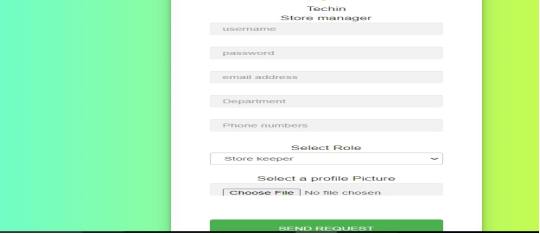 Techin
Store manager
username
password
email address
Department
Phone numbers
Select Role
Store keeper
Select a profile Picture
Choose File No file chosen
SEND REQUEST